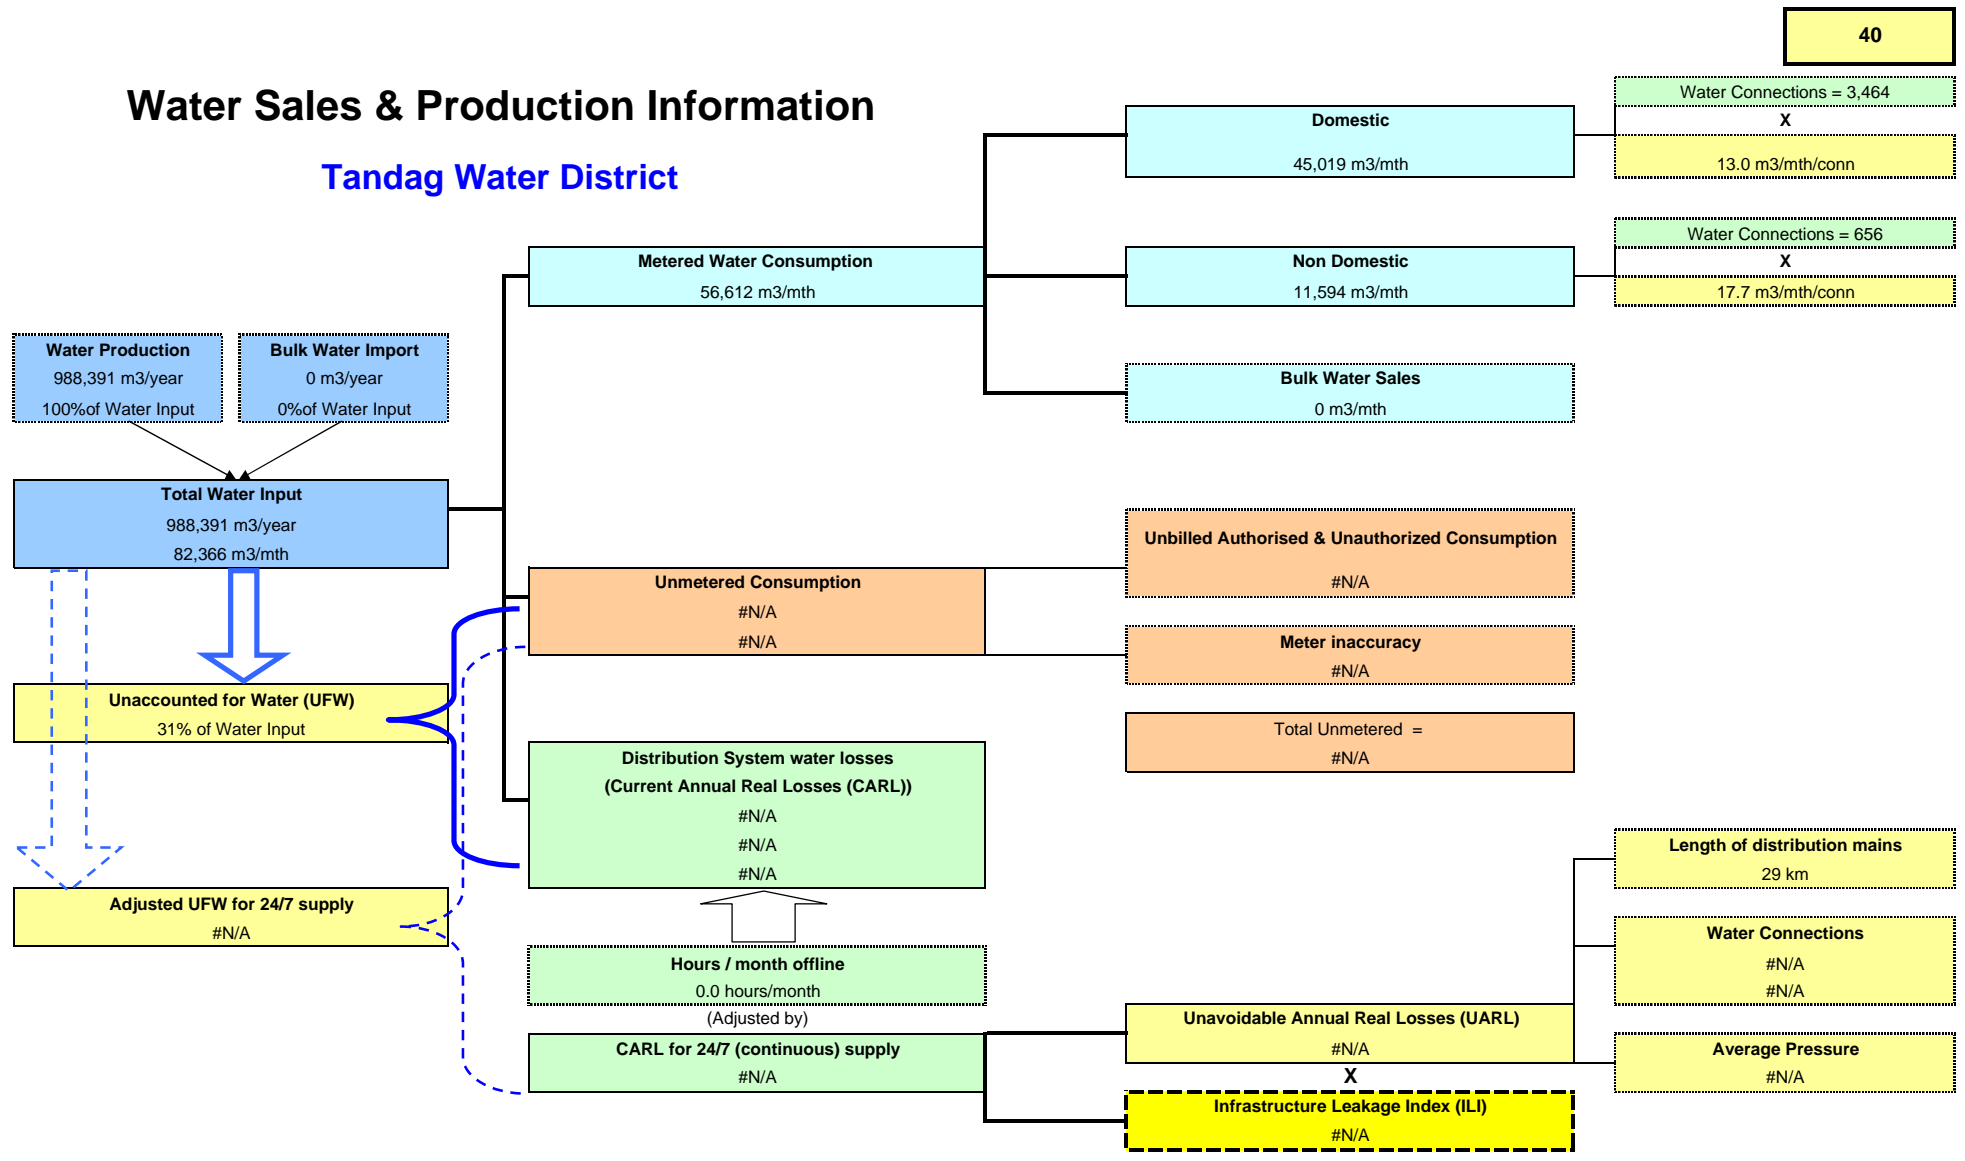 40
Water Sales & Production Information
Tandag Water District
Water Connections = 3,464
X
13.0 m3/mth/conn
Domestic
45,019 m3/mth
Water Connections = 656
X
17.7 m3/mth/conn
Metered Water Consumption
56,612 m3/mth
Non Domestic
11,594 m3/mth
Water Production
988,391 m3/year
100%of Water Input
Bulk Water Import
0 m3/year
0%of Water Input
Bulk Water Sales
0 m3/mth
Total Water Input
988,391 m3/year
82,366 m3/mth
Unbilled Authorised & Unauthorized Consumption
#N/A
Unmetered Consumption
#N/A
#N/A
Meter inaccuracy
#N/A
Unaccounted for Water (UFW)
31% of Water Input
Total Unmetered =
#N/A
Distribution System water losses
(Current Annual Real Losses (CARL))
#N/A
#N/A
#N/A
Length of distribution mains
29 km
Adjusted UFW for 24/7 supply
#N/A
Water Connections
#N/A
#N/A
Hours / month offline
0.0 hours/month
(Adjusted by)
CARL for 24/7 (continuous) supply
#N/A
Unavoidable Annual Real Losses (UARL)
#N/A
X
Average Pressure
#N/A
Infrastructure Leakage Index (ILI)
#N/A